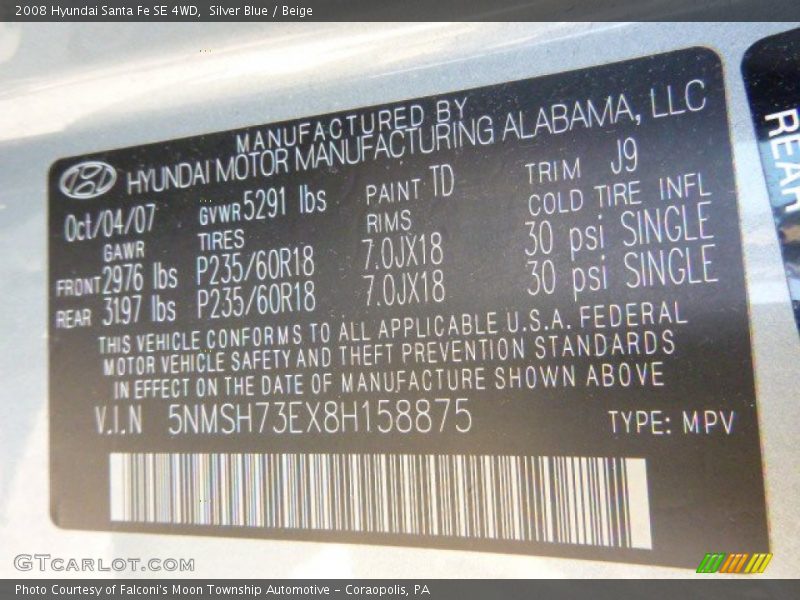 2008 Hyundai Santa Fe SE 4WD,  Silver Blue / Beige
MANUFACTURED BY
HYUNDAI MOTOR MANUFACTURING ALABAMA, LLC
Oct/04/07 GVWR 5291 lbs PAINT TD TRIM J9
GAWR TIRES RIMS COLD TIRE INFL
FRONT 2976 lbs P235/60R18 7.0JX18 30 psi SINGLE
REAR 3197 lbs P235/60R18 7.0JX18 30 psi SINGLE
THIS VEHICLE CONFORMS TO ALL APPLICABLE U.S.A. FEDERAL
MOTOR VEHICLE SAFETY AND THEFT PREVENTION STANDARDS
IN EFFECT ON THE DATE OF MANUFACTURE SHOWN ABOVE
V.I.N 5NMSH73EX8H158875 TYPE: MPV
REAR
GTcarlot.com
Photo Courtesy of Falconi's Moon Township Automotive - Coraopolis, PA